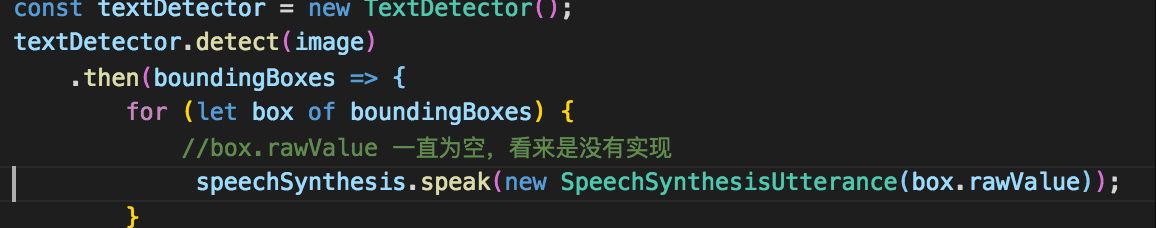 const textDetector = new TextDetector();
textDetector.detect(image)
    .then(boundingBoxes => {
        for (let box of boundingBoxes) {
            //box.rawValue 一直为空，看来是没有实现
             speechSynthesis.speak(new SpeechSynthesisUtterance(box.rawValue));
        }